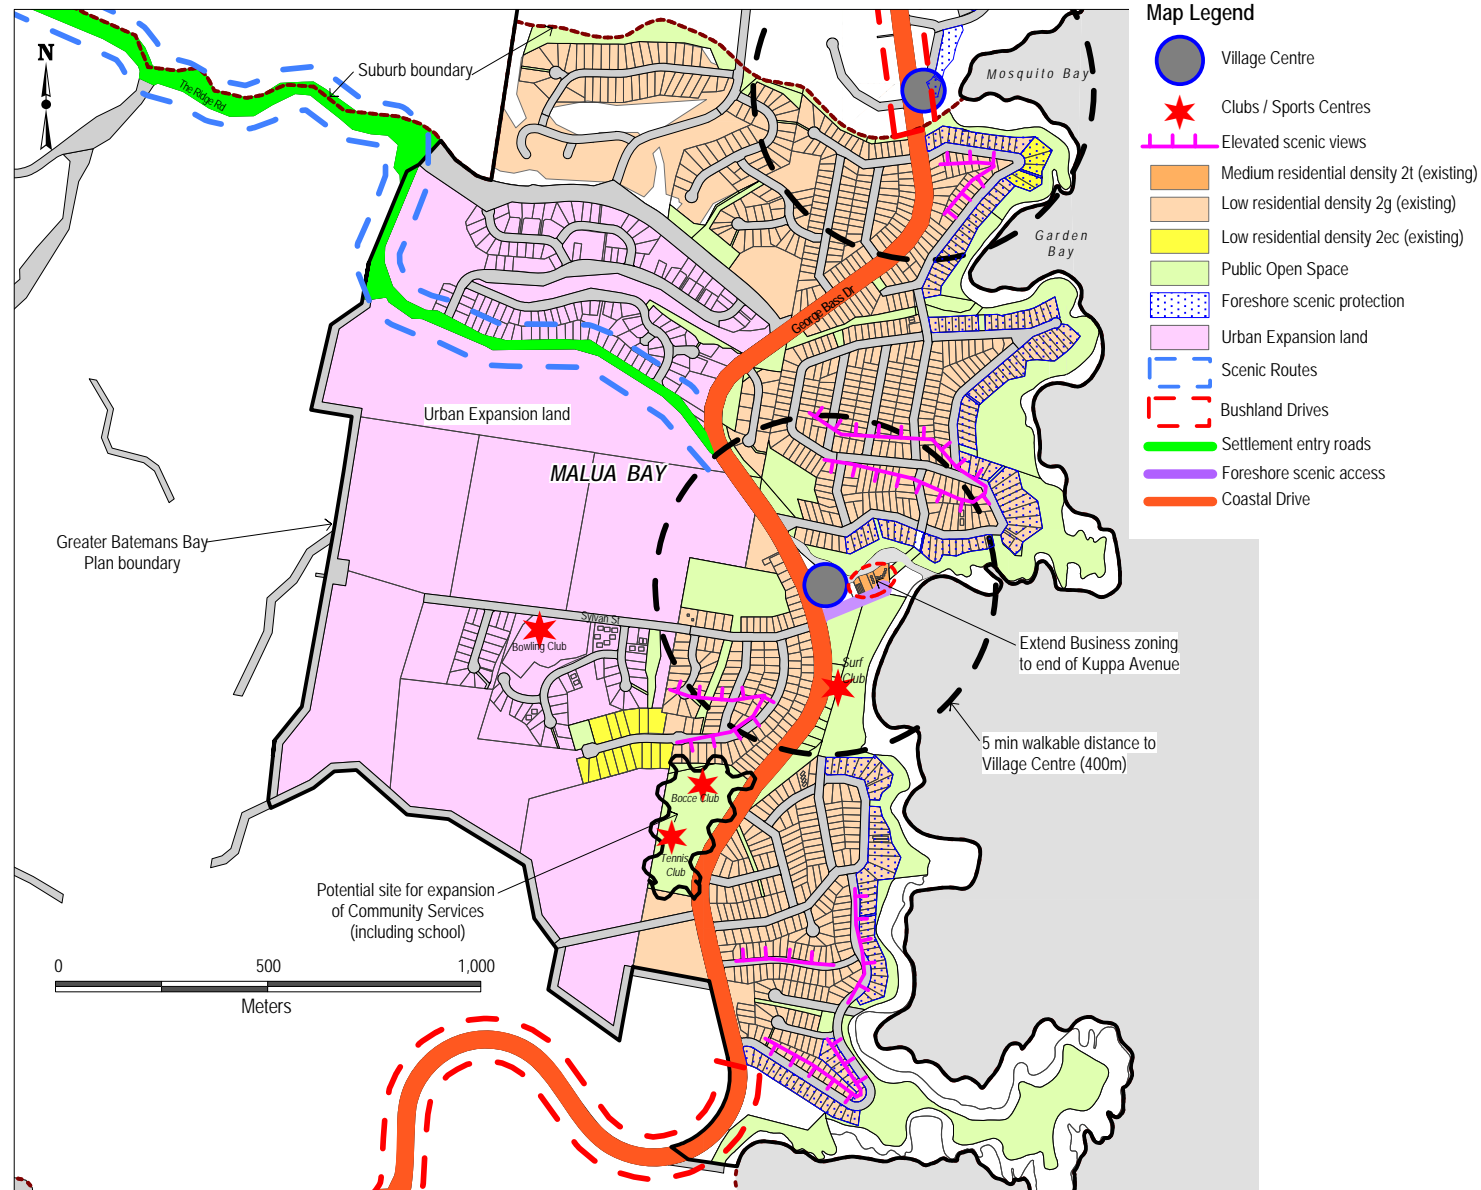 Map Legend
Village Centre
Clubs / Sports Centres
Elevated scenic views
Medium residential density 2t (existing)
Low residential density 2g (existing)
Low residential density 2ec (existing)
Public Open Space
Foreshore scenic protection
Urban Expansion land
Scenic Routes
Bushland Drives
Settlement entry roads
Foreshore scenic access
Coastal Drive
N
Suburb boundary
The Ridge Rd
Mosquito Bay
Garden
Bay
George Bass Dr
Urban Expansion land
MALUA BAY
Greater Batemans Bay
Plan boundary
Sylvan St
Bowling Club
Surf
Club
Extend Business zoning
to end of Kuppa Avenue
5 min walkable distance to
Village Centre (400m)
Bocce Club
Tennis
Club
Potential site for expansion
of Community Services
(including school)
0 500 1,000
Meters